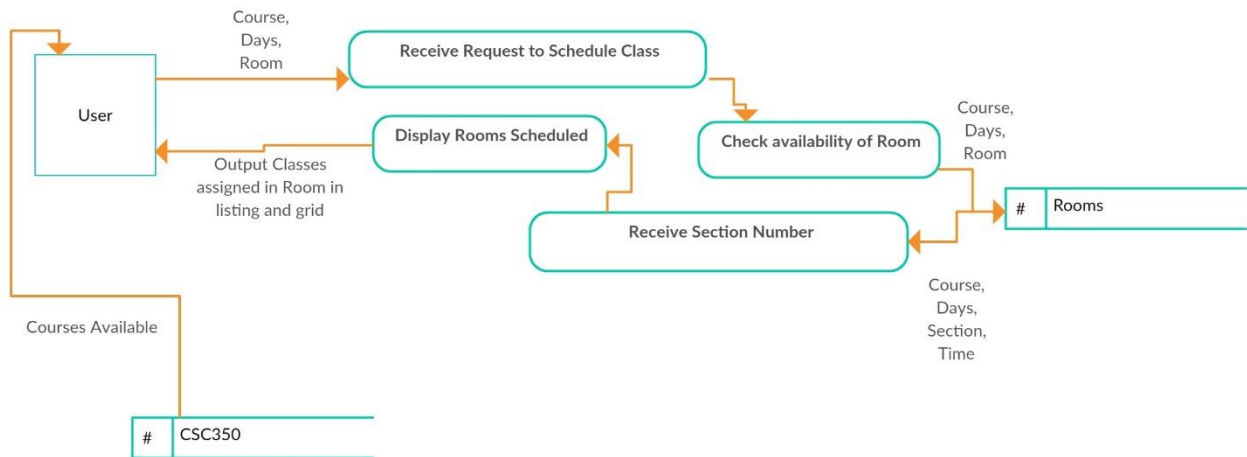 Course,
Days,
Room
Receive Request to Schedule Class
User
Display Rooms Scheduled
Check availability of Room
Course,
Days,
Room
Output Classes
assigned in Room in
listing and grid
# Rooms
Receive Section Number
Course,
Days,
Section,
Time
Courses Available
# CSC350